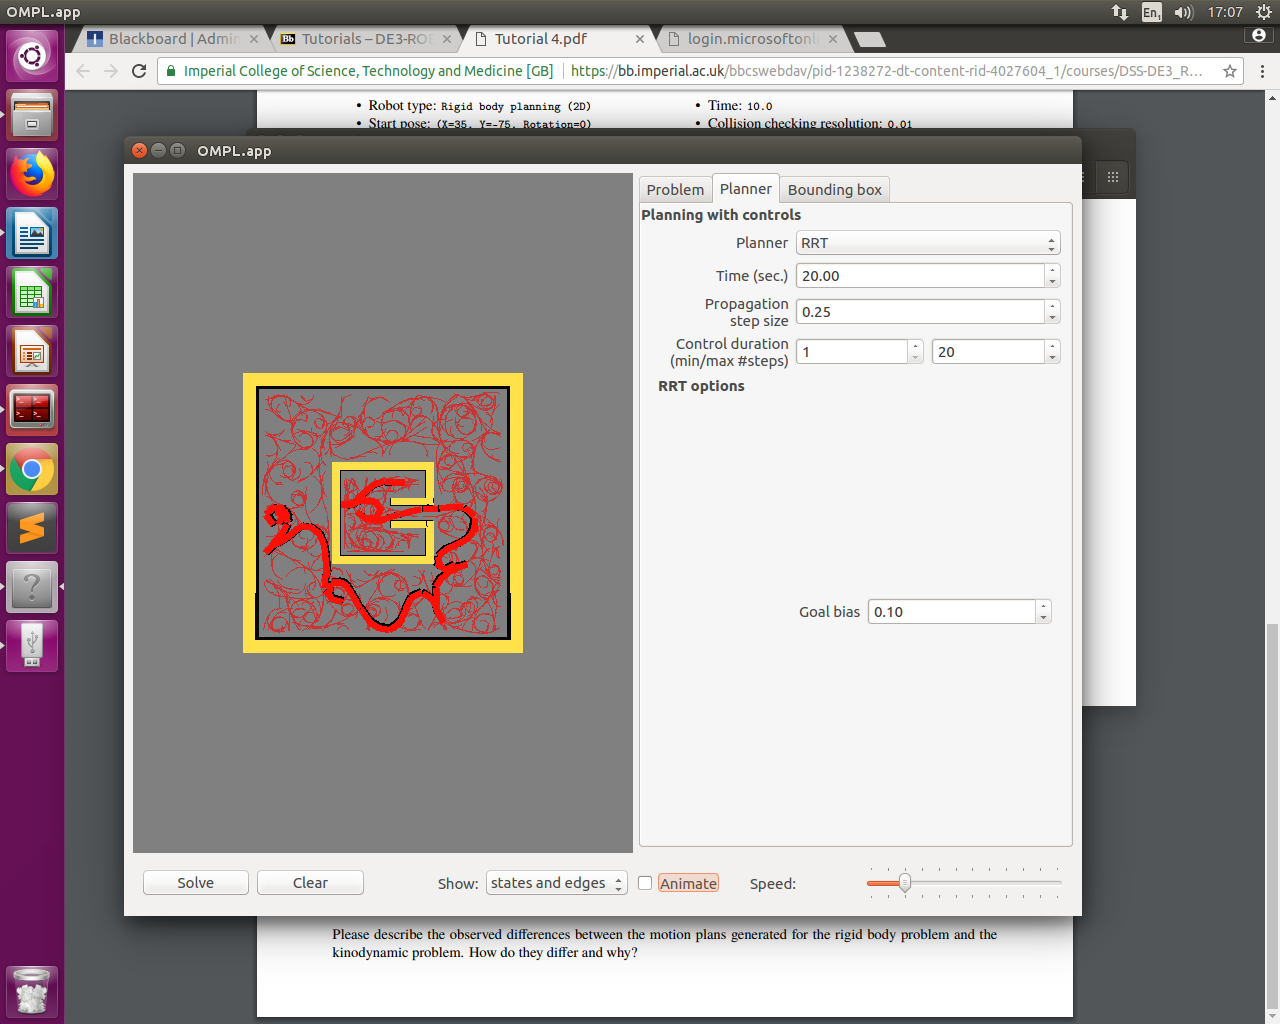 OMPL.app
En1
17:07
Blackboard | Admin
Bb Tutorials – DE3-RO
Tutorial 4.pdf
login.microsoftonl
Imperial College of Science, Technology and Medicine [GB] https://bb.imperial.ac.uk/bbcswebdav/pid-1238272-dt-content-rid-4027604_1/courses/DSS-DE3_R...
• Robot type: Rigid body planning (2D)
• Time: 10.0
• Start pose: (X=35, Y=-75, Rotation=0)
• Collision checking resolution: 0.01
OMPL.app
Problem
Planner
Bounding box
Planning with controls
Planner RRT
Time (sec.) 20.00
Propagation
step size 0.25
Control duration
(min/max #steps) 1 20
RRT options
Goal bias 0.10
Solve
Clear
Show: states and edges
Animate
Speed:
Please describe the observed differences between the motion plans generated for the rigid body problem and the
kinodynamic problem. How do they differ and why?